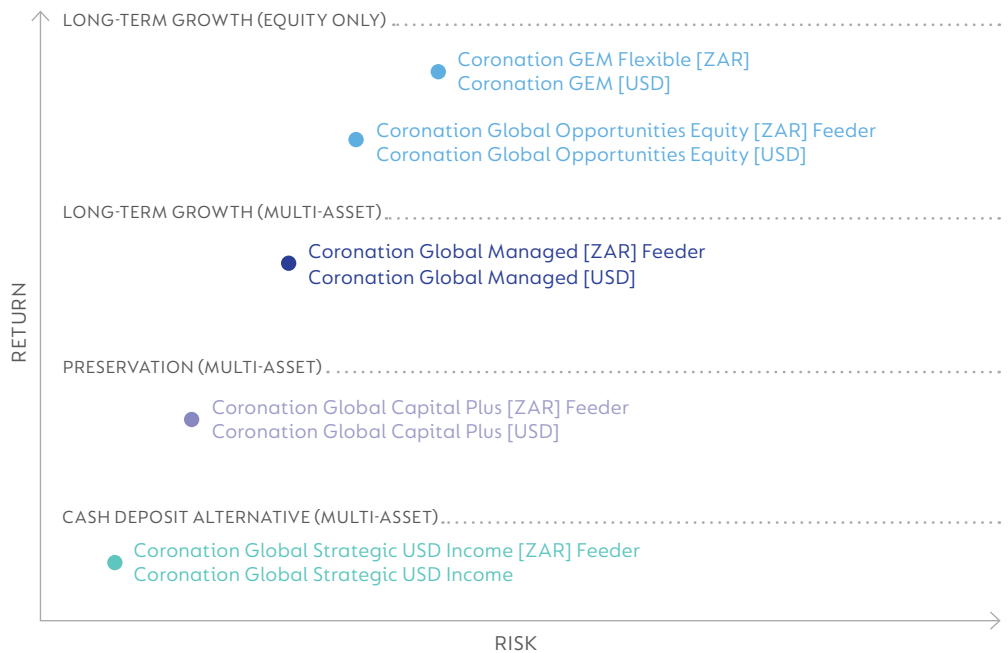 LONG-TERM GROWTH (EQUITY ONLY)
Coronation GEM Flexible [ZAR]
Coronation GEM [USD]
Coronation Global Opportunities Equity [ZAR] Feeder
Coronation Global Opportunities Equity [USD]
LONG-TERM GROWTH (MULTI-ASSET)
Coronation Global Managed [ZAR] Feeder
Coronation Global Managed [USD]
RETURN
PRESERVATION (MULTI-ASSET)
Coronation Global Capital Plus [ZAR] Feeder
Coronation Global Capital Plus [USD]
CASH DEPOSIT ALTERNATIVE (MULTI-ASSET)
Coronation Global Strategic USD Income [ZAR] Feeder
Coronation Global Strategic USD Income
RISK